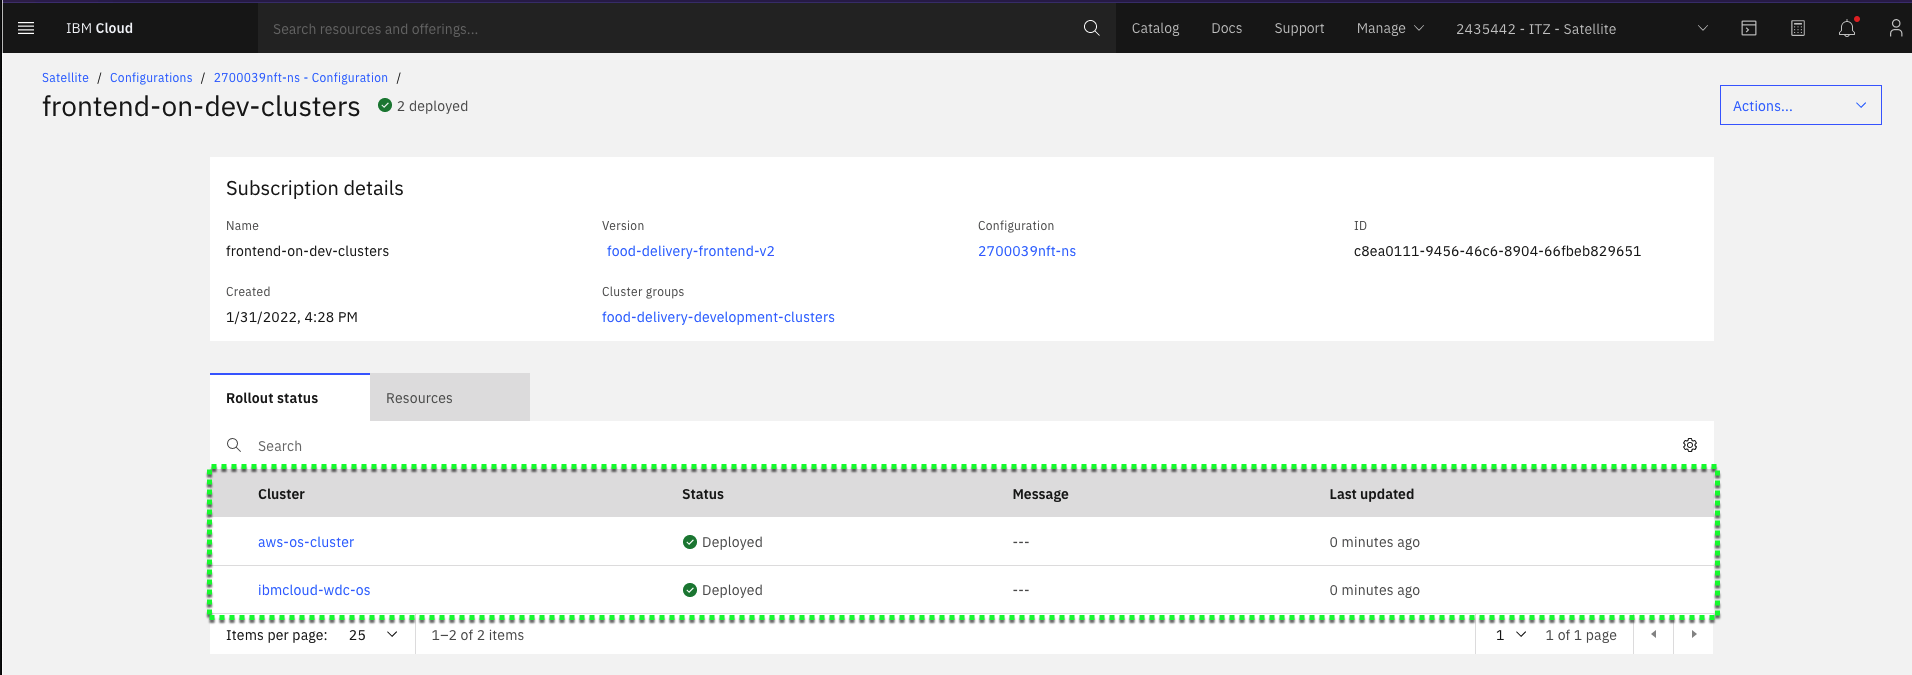 IBM Cloud Search resources and offerings... Catalog Docs Support Manage 2435442 - ITZ - Satellite
Satellite / Configurations / 2700039nft-ns - Configuration /
frontend-on-dev-clusters 2 deployed
Actions...
Subscription details
Name Version Configuration ID
frontend-on-dev-clusters food-delivery-frontend-v2 2700039nft-ns c8ea0111-9456-46c6-8904-66fbeb829651
Created Cluster groups
1/31/2022, 4:28 PM food-delivery-development-clusters
Rollout status Resources
Search
Cluster Status Message Last updated
aws-os-cluster Deployed --- 0 minutes ago
ibmcloud-wdc-os Deployed --- 0 minutes ago
Items per page: 25 1–2 of 2 items 1 1 of 1 page